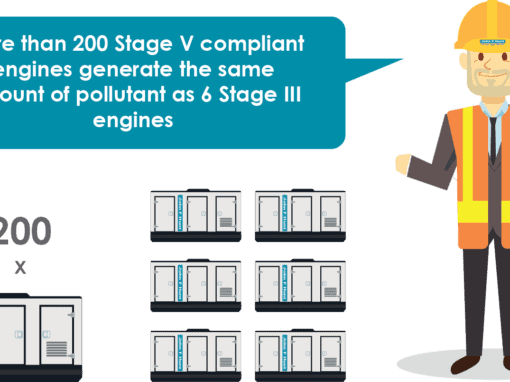 re than 200 Stage V compliant
engines generate the same
ount of pollutant as 6 Stage III
engines
200
x